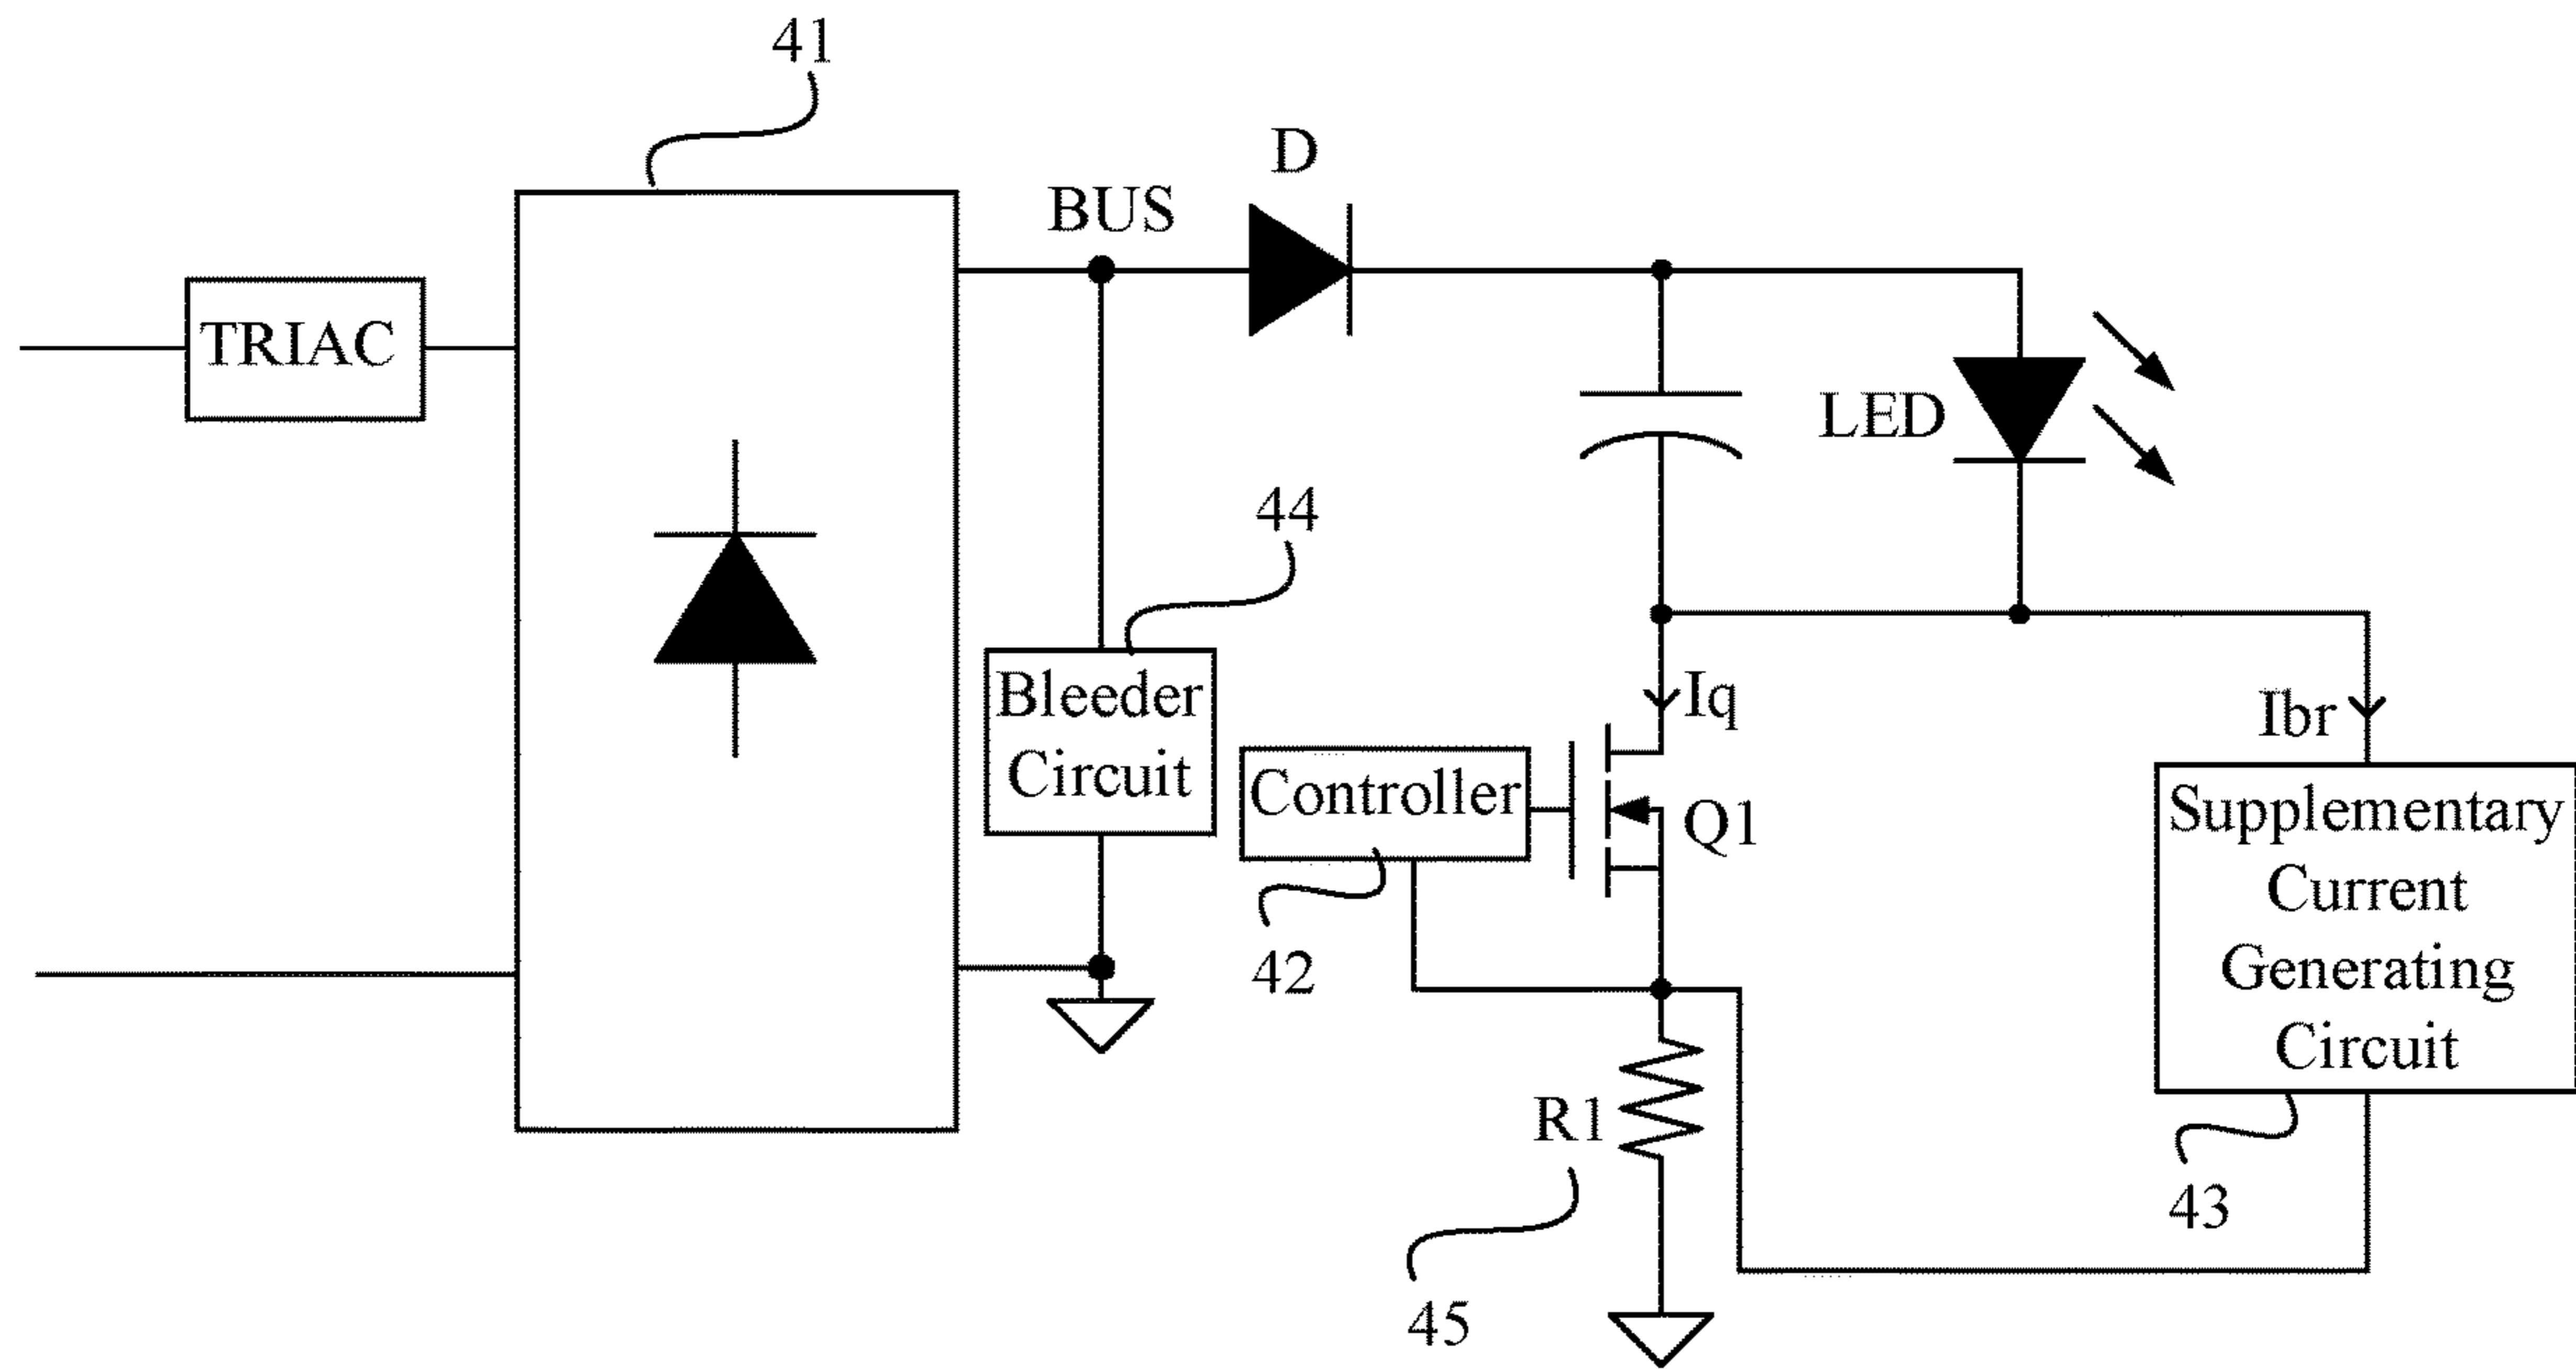 41
D
BUS
TRIAC
LED
44
Bleeder
Circuit
Iq
Ibr
Controller
Q1
Supplementary
Current
Generating
Circuit
42
R1
43
45